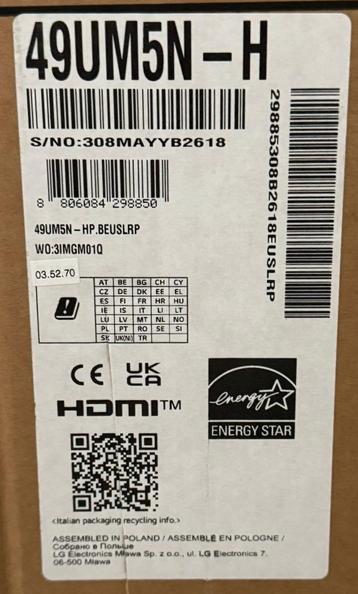 49UM5N-H
S/NO:308MAYYB2618
8 806084 298850
49UM5N-HP.BEUSLRP
WO:3IMGM01Q
29885308B2618EUSLRP
03.52.70
AT BE BG CH CY
CZ DE DK EE EL
ES FI FR HR HU
IE IS IT LI LT
LU LV MT NL NO
PL PT RO SE SI
SK UK(NI) TR
CE UK CA
HDMI™
energy
ENERGY STAR
<Italian packaging recycling info.>
ASSEMBLED IN POLAND / ASSEMBLÉ EN POLOGNE /
Собрано в Польше
LG Electronics Mława Sp. z o.o., ul. LG Electronics 7,
06-500 Mława